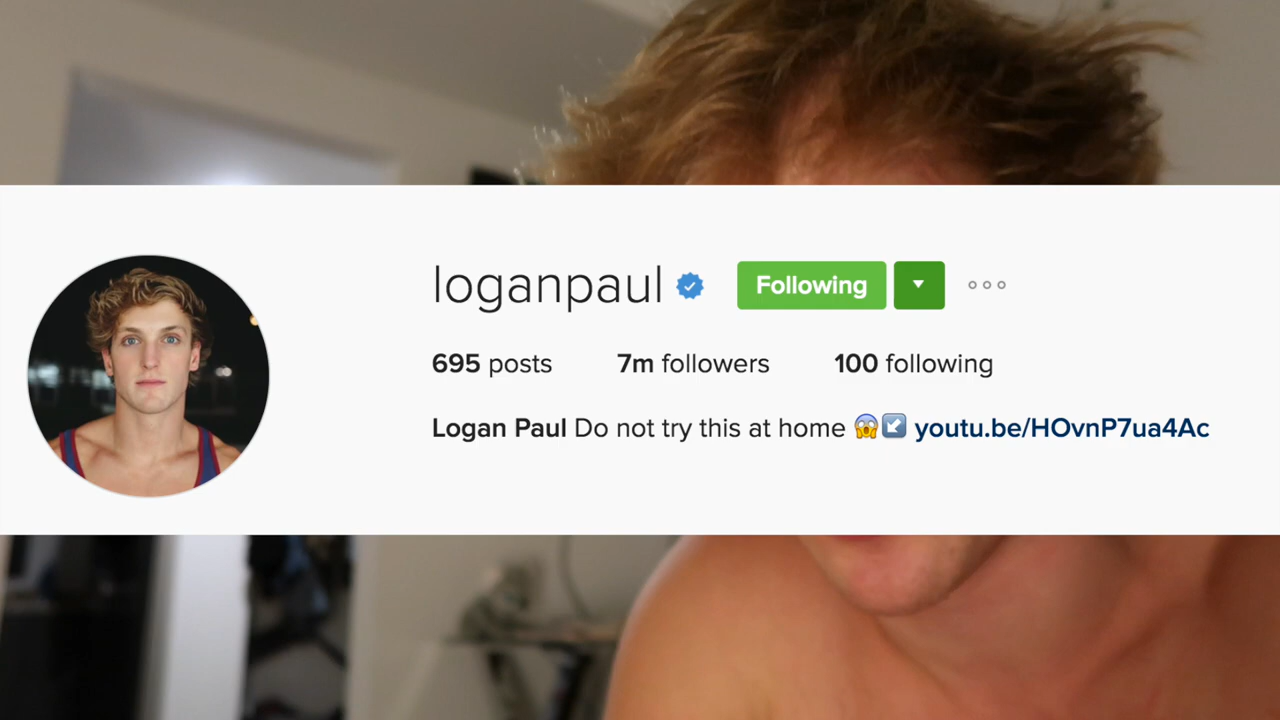 loganpaul Following
695 posts 7m followers 100 following
Logan Paul Do not try this at home 😱↙️ youtu.be/HOvnP7ua4Ac